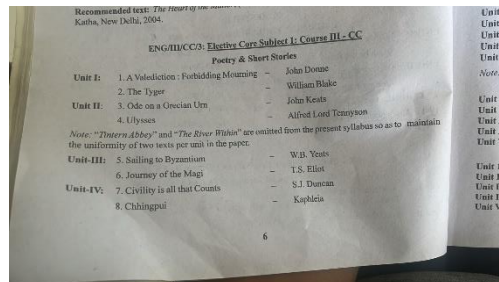 Recommended text: The Heart of the
Katha, New Delhi, 2004.
ENG/III/CC/3: Elective Core Subject I: Course III - CC
Poetry & Short Stories
Unit I: 1. A Valediction : Forbidding Mourning – John Donne
2. The Tyger – William Blake
Unit II: 3. Ode on a Grecian Urn – John Keats
4. Ulysses – Alfred Lord Tennyson
Note: "Tintern Abbey" and "The River Within" are omitted from the present syllabus so as to maintain
the uniformity of two texts per unit in the paper.
Unit-III: 5. Sailing to Byzantium – W.B. Yeats
6. Journey of the Magi – T.S. Eliot
Unit-IV: 7. Civility is all that Counts – S.J. Duncan
8. Chhingpui – Kaphleia
6
Unit
Unit
Unit
Unit
Unit
Note
Unit
Unit
Unit
Unit
Unit
Unit
Unit
Unit
Unit